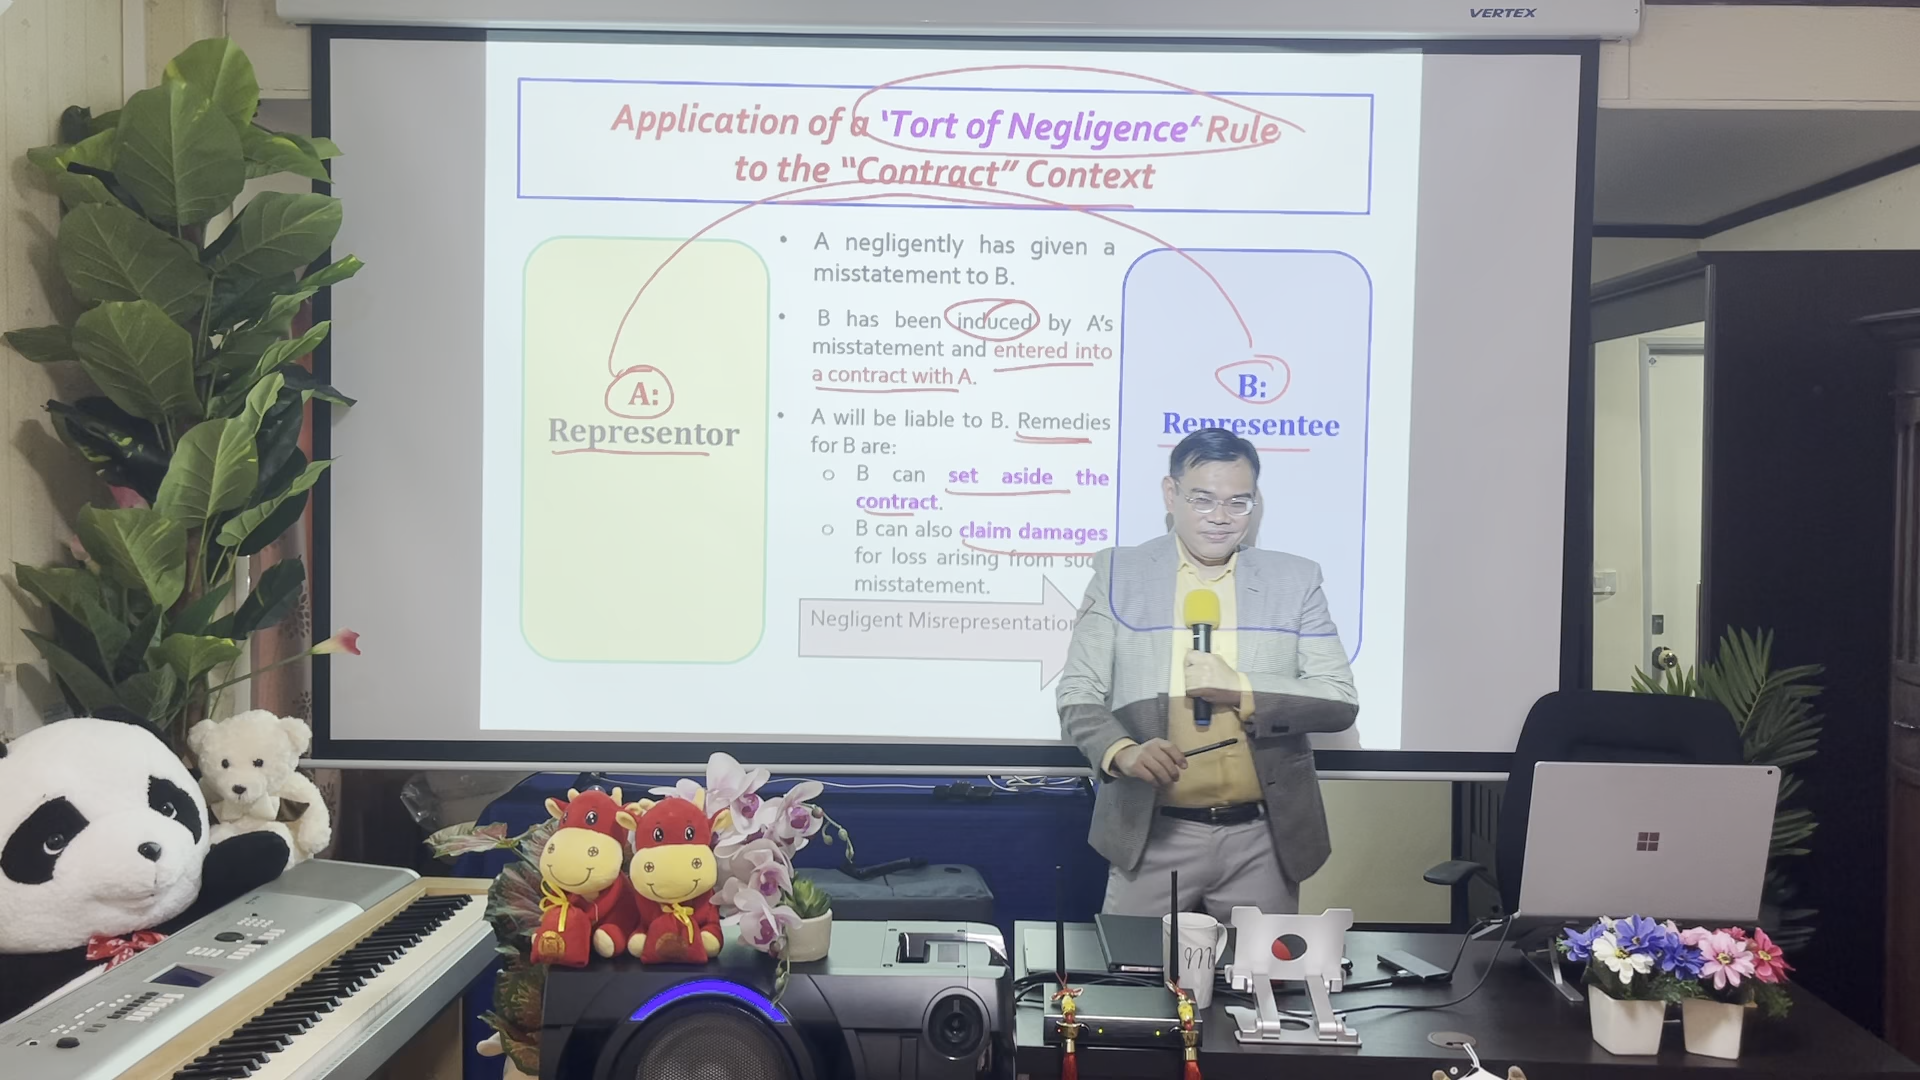 VERTEX
Application of a 'Tort of Negligence' Rule
to the "Contract" Context
A:
Representor
• A negligently has given a
misstatement to B.
• B has been induced by A's
misstatement and entered into
a contract with A.
• A will be liable to B. Remedies
for B are:
o B can set aside the
contract.
o B can also claim damages
for loss arising from such
misstatement.
Negligent Misrepresentation
B:
Representee
m